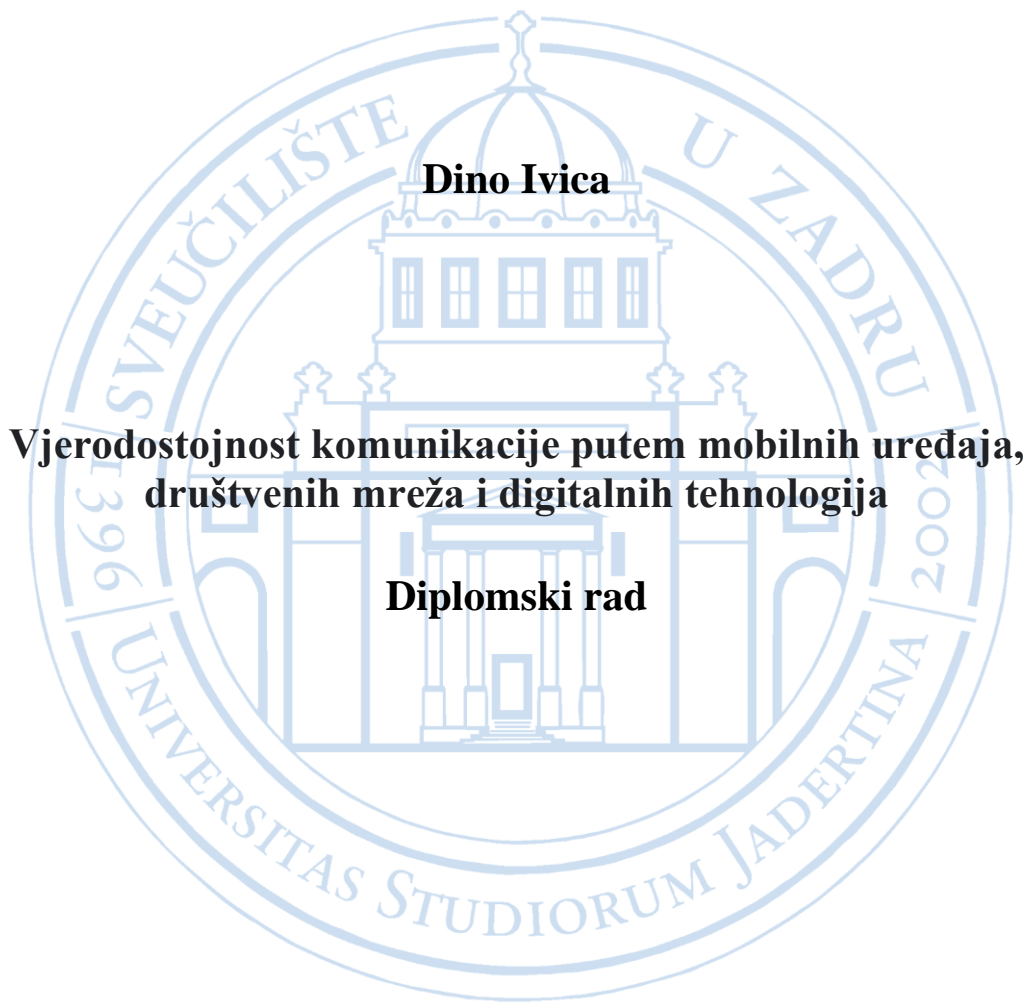 Dino Ivica
Vjerodostojnost komunikacije putem mobilnih uređaja,
društvenih mreža i digitalnih tehnologija
Diplomski rad
SVEUČILIŠTE U ZADRU
1396
2002
UNIVERSITAS STUDIORUM JADERTINA